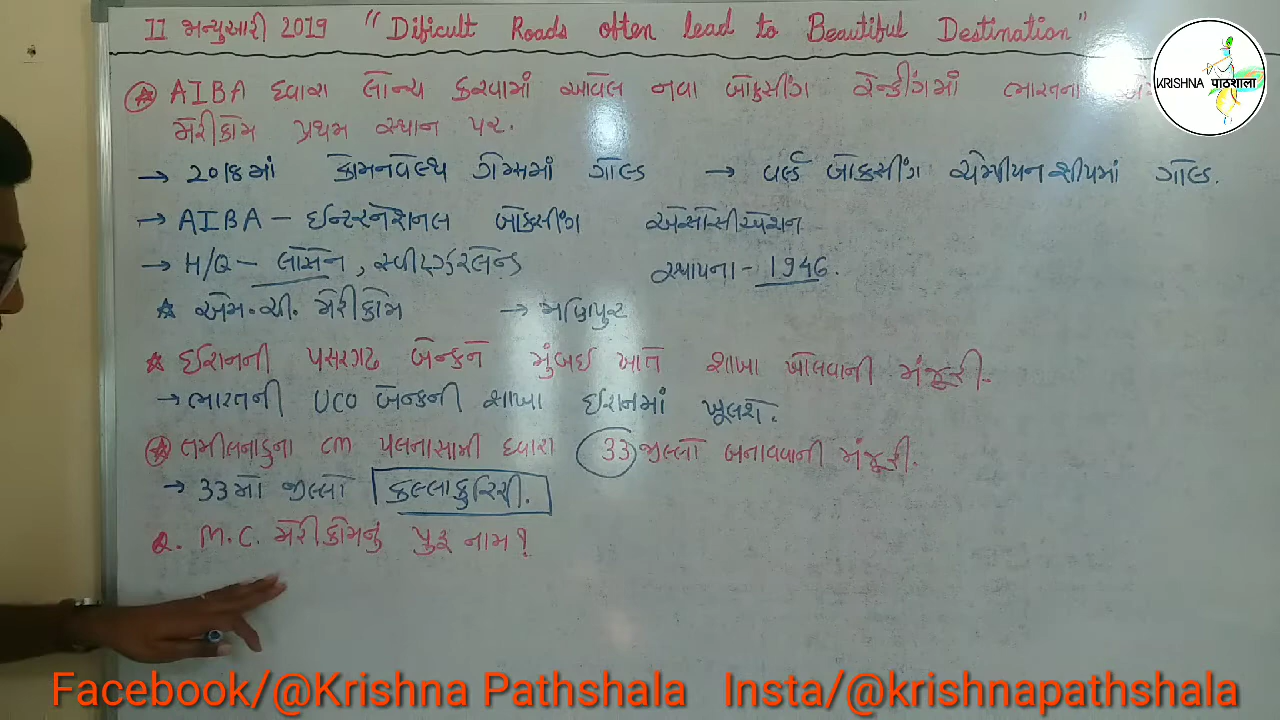 11 જાન્યુઆરી 2019 "Dificult Roads often lead to Beautiful Destination"
KRISHNA पाठशाला
AIBA દ્વારા લોન્ચ કરવામાં આવેલ નવા બોક્સીંગ રેન્કીંગમાં ભારતના
મેરીકોમ પ્રથમ સ્થાન પર.
→ 2018માં કોમનવેલ્થ ગેમ્સમાં ગોલ્ડ → વર્લ્ડ બોક્સીંગ ચેમ્પીયનશીપમાં ગોલ્ડ.
→ AIBA - ઈન્ટરનેશનલ બોક્સીંગ એસોસીએશન
→ H/Q - લોસેન, સ્વીટ્ઝરલેન્ડ સ્થાપના - 1946.
☆ એમ.સી. મેરીકોમ → મણિપુર
☆ ઈરાનની પસરગઢ બેન્કને મુંબઈ ખાતે શાખા ખોલવાની મંજૂરી.
→ ભારતની UCO બેન્કની શાખા ઈરાનમાં ખૂલશે.
તમીલનાડુના CM પલનાસામી દ્વારા 33 જીલ્લો બનાવવાની મંજૂરી.
→ 33મો જીલ્લો કલ્લાકુરિચી.
Q. M.C. મેરીકોમનું પુરૂ નામ?
Facebook/@Krishna Pathshala Insta/@krishnapathshala